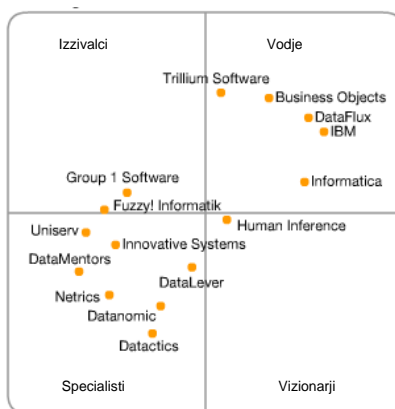 Izzivalci
Vodje
Trillium Software
Business Objects
DataFlux
IBM
Group 1 Software
Informatica
Fuzzy! Informatik
Human Inference
Uniserv
Innovative Systems
DataMentors
DataLever
Netrics
Datanomic
Datactics
Specialisti
Vizionarji